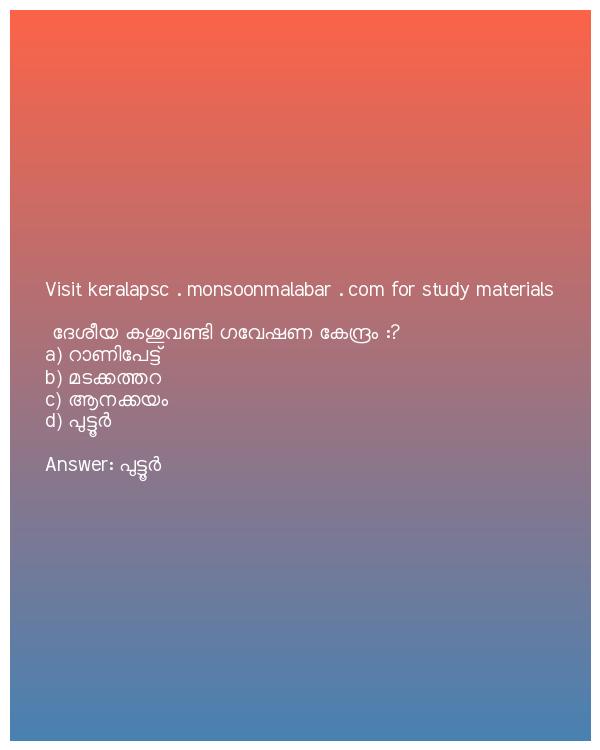 Visit keralapsc . monsoonmalabar . com for study materials
ദേശീയ കശുവണ്ടി ഗവേഷണ കേന്ദ്രം :?
a) റാണിപേട്ട്
b) മടക്കത്തറ
c) ആനക്കയം
d) പുട്ടൂർ
Answer: പുട്ടൂർ